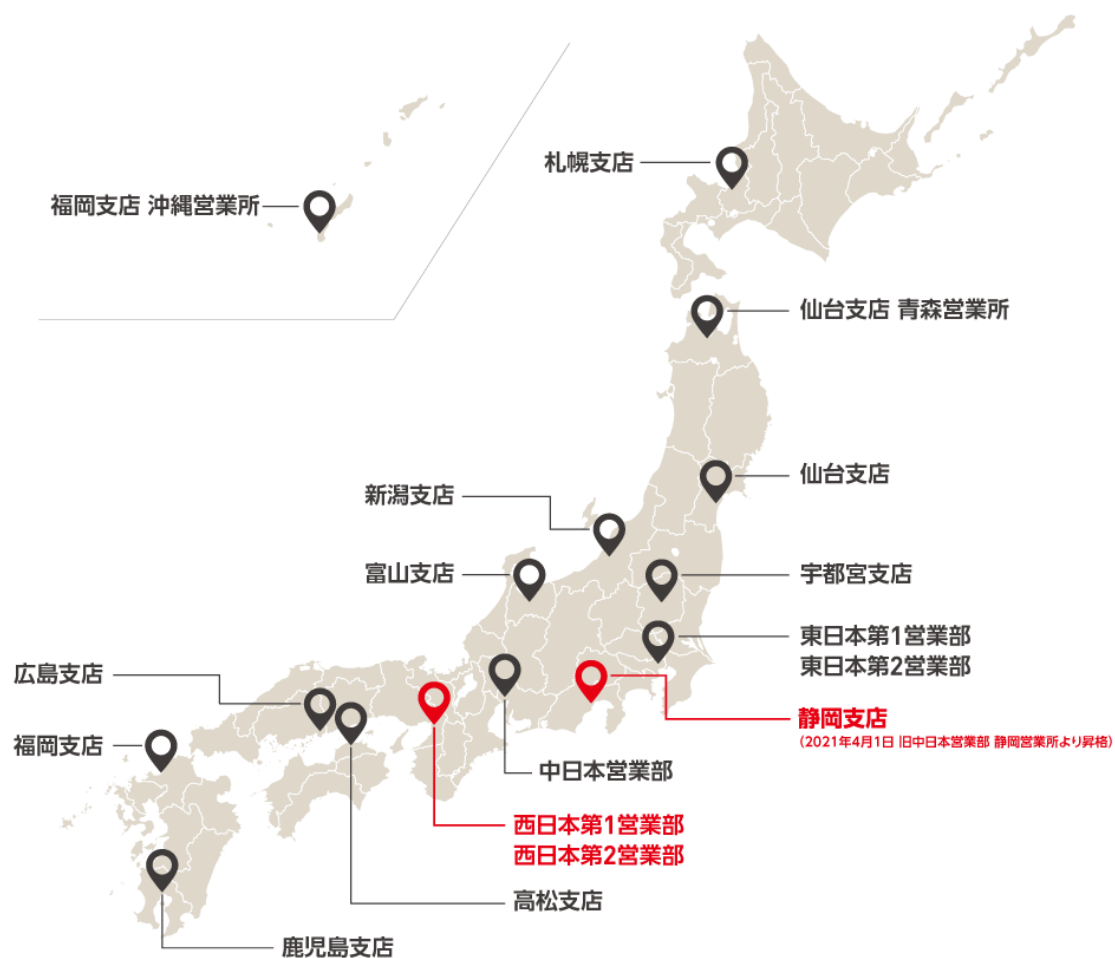 札幌支店
福岡支店 沖縄営業所
仙台支店 青森営業所
仙台支店
新潟支店
富山支店
宇都宮支店
東日本第1営業部
東日本第2営業部
広島支店
静岡支店
(2021年4月1日 旧中日本営業部 静岡営業所より昇格)
福岡支店
中日本営業部
西日本第1営業部
西日本第2営業部
高松支店
鹿児島支店